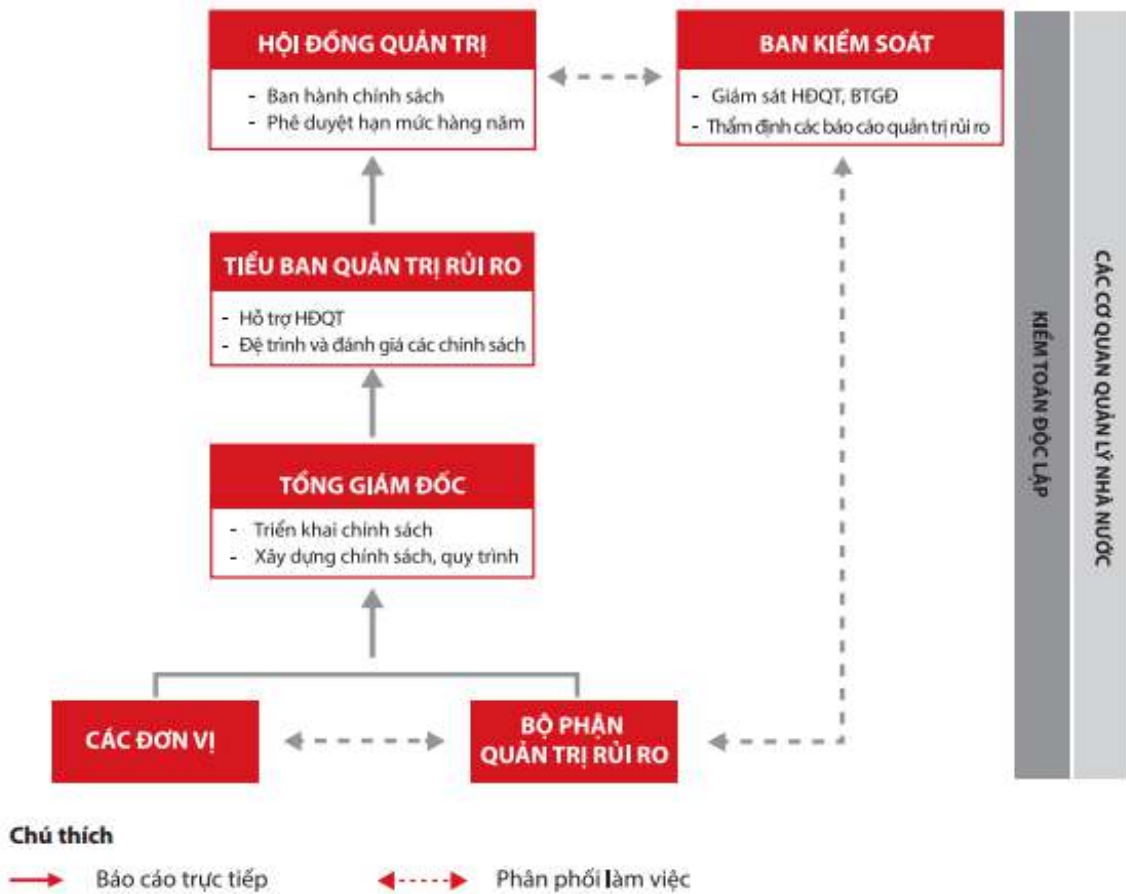 HỘI ĐỒNG QUẢN TRỊ
- Ban hành chính sách
- Phê duyệt hạn mức hàng năm
BAN KIỂM SOÁT
- Giám sát HĐQT, BTGĐ
- Thẩm định các báo cáo quản trị rủi ro
TIỂU BAN QUẢN TRỊ RỦI RO
- Hỗ trợ HĐQT
- Đệ trình và đánh giá các chính sách
TỔNG GIÁM ĐỐC
- Triển khai chính sách
- Xây dựng chính sách, quy trình
CÁC ĐƠN VỊ
BỘ PHẬN
QUẢN TRỊ RỦI RO
KIỂM TOÁN ĐỘC LẬP
CÁC CƠ QUAN QUẢN LÝ NHÀ NƯỚC
Chú thích
Báo cáo trực tiếp
Phân phối làm việc